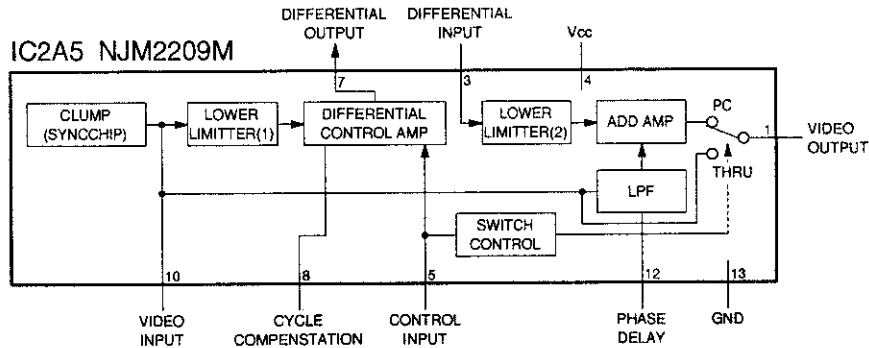 DIFFERENTIAL
OUTPUT
DIFFERENTIAL
INPUT
Vcc
IC2A5 NJM2209M
7
3
4
CLUMP
(SYNCCHIP)
LOWER
LIMITTER(1)
DIFFERENTIAL
CONTROL AMP
LOWER
LIMITTER(2)
ADD AMP
PC
1
VIDEO
OUTPUT
THRU
LPF
SWITCH
CONTROL
10
8
5
12
13
VIDEO
INPUT
CYCLE
COMPENSTATION
CONTROL
INPUT
PHASE
DELAY
GND